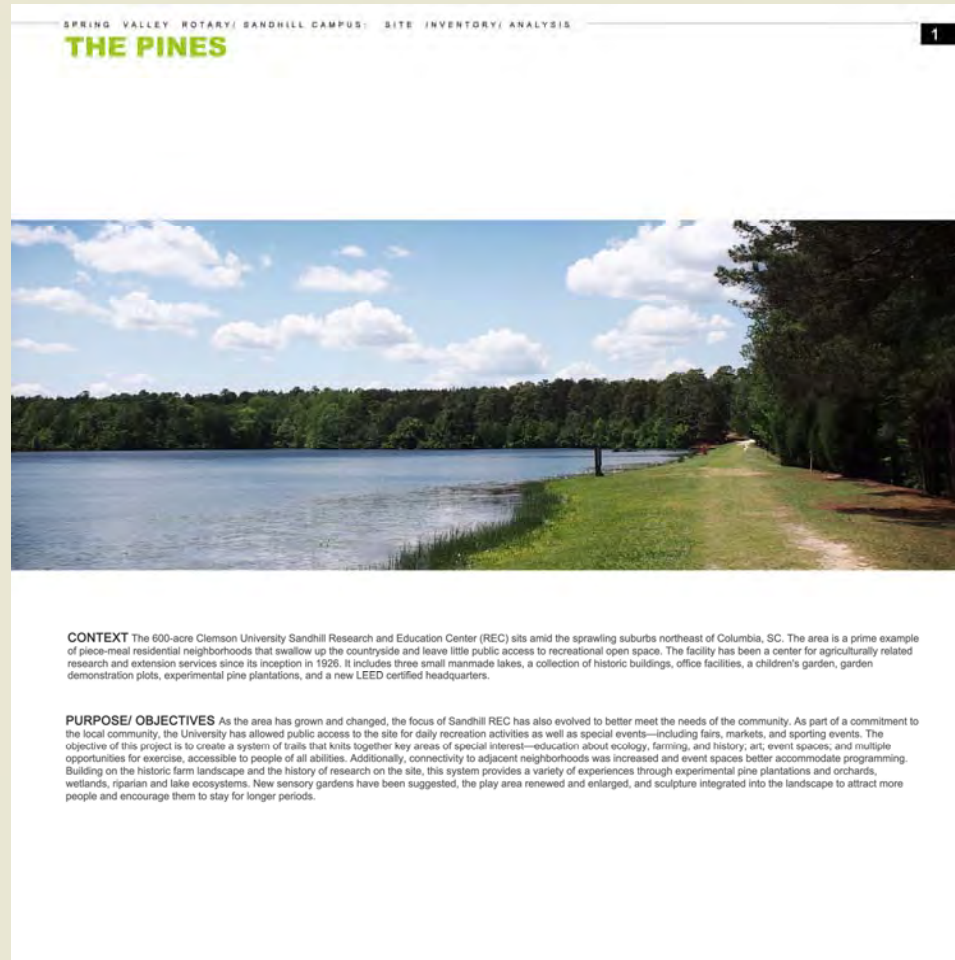 SPRING VALLEY ROTARY/ SANDHILL CAMPUS: SITE INVENTORY/ ANALYSIS
THE PINES
1
CONTEXT The 600-acre Clemson University Sandhill Research and Education Center (REC) sits amid the sprawling suburbs northeast of Columbia, SC. The area is a prime example
of piece-meal residential neighborhoods that swallow up the countryside and leave little public access to recreational open space. The facility has been a center for agriculturally related
research and extension services since its inception in 1926. It includes three small manmade lakes, a collection of historic buildings, office facilities, a children's garden, garden
demonstration plots, experimental pine plantations, and a new LEED certified headquarters.
PURPOSE/ OBJECTIVES As the area has grown and changed, the focus of Sandhill REC has also evolved to better meet the needs of the community. As part of a commitment to
the local community, the University has allowed public access to the site for daily recreation activities as well as special events—including fairs, markets, and sporting events. The
objective of this project is to create a system of trails that knits together key areas of special interest—education about ecology, farming, and history; art; event spaces; and multiple
opportunities for exercise, accessible to people of all abilities. Additionally, connectivity to adjacent neighborhoods was increased and event spaces better accommodate programming.
Building on the historic farm landscape and the history of research on the site, this system provides a variety of experiences through experimental pine plantations and orchards,
wetlands, riparian and lake ecosystems. New sensory gardens have been suggested, the play area renewed and enlarged, and sculpture integrated into the landscape to attract more
people and encourage them to stay for longer periods.